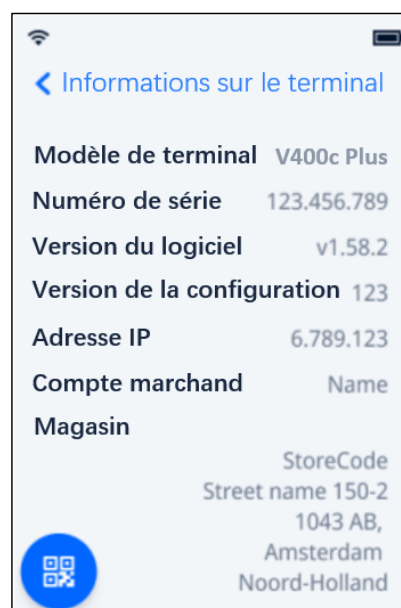 Informations sur le terminal
Modèle de terminal V400c Plus
Numéro de série 123.456.789
Version du logiciel v1.58.2
Version de la configuration 123
Adresse IP 6.789.123
Compte marchand Name
Magasin
StoreCode
Street name 150-2
1043 AB,
Amsterdam
Noord-Holland